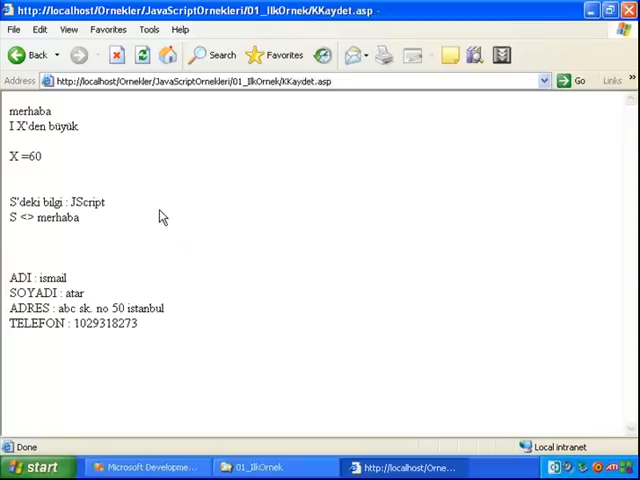 http://localhost/Ornekler/JavaScriptOrnekleri/01_IlkOrnek/KKaydet.asp -
File Edit View Favorites Tools Help
Back Search Favorites
Address http://localhost/Ornekler/JavaScriptOrnekleri/01_IlkOrnek/KKaydet.asp Go Links »
merhaba
I X'den büyük
X =60
S'deki bilgi : JScript
S <> merhaba
ADI : ismail
SOYADI : atar
ADRES : abc sk. no 50 istanbul
TELEFON : 1029318273
Done Local intranet
start Microsoft Developme... 01_IlkOrnek http://localhost/Orne... ATI